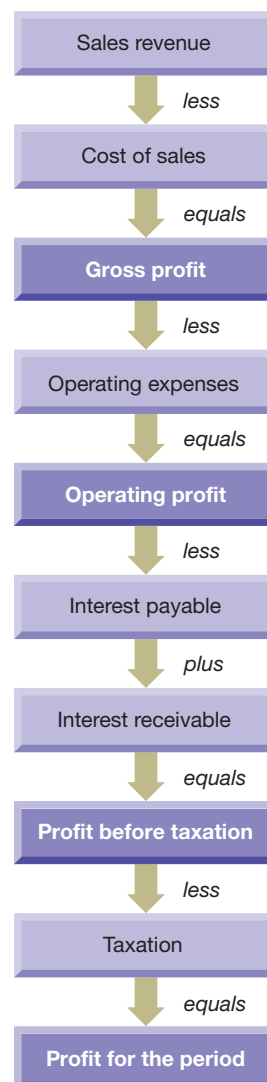 Sales revenue
less
Cost of sales
equals
Gross profit
less
Operating expenses
equals
Operating profit
less
Interest payable
plus
Interest receivable
equals
Profit before taxation
less
Taxation
equals
Profit for the period